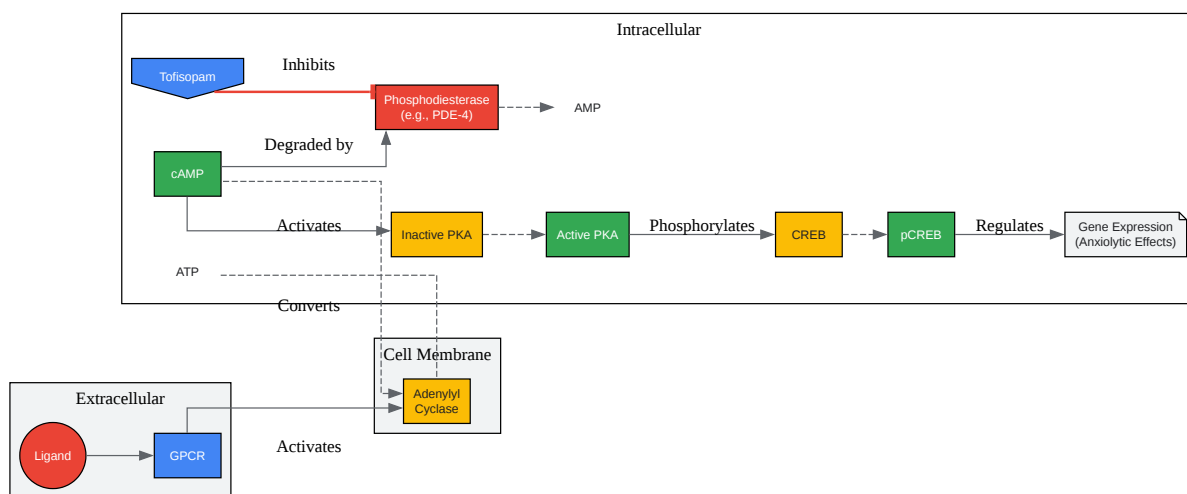 Intracellular
Tofisopam
Inhibits
Phosphodiesterase
(e.g., PDE-4)
AMP
Degraded by
cAMP
Activates
Inactive PKA
Active PKA
Phosphorylates
CREB
pCREB
Regulates
Gene Expression
(Anxiolytic Effects)
ATP
Converts
Cell Membrane
Adenylyl
Cyclase
Extracellular
Ligand
GPCR
Activates